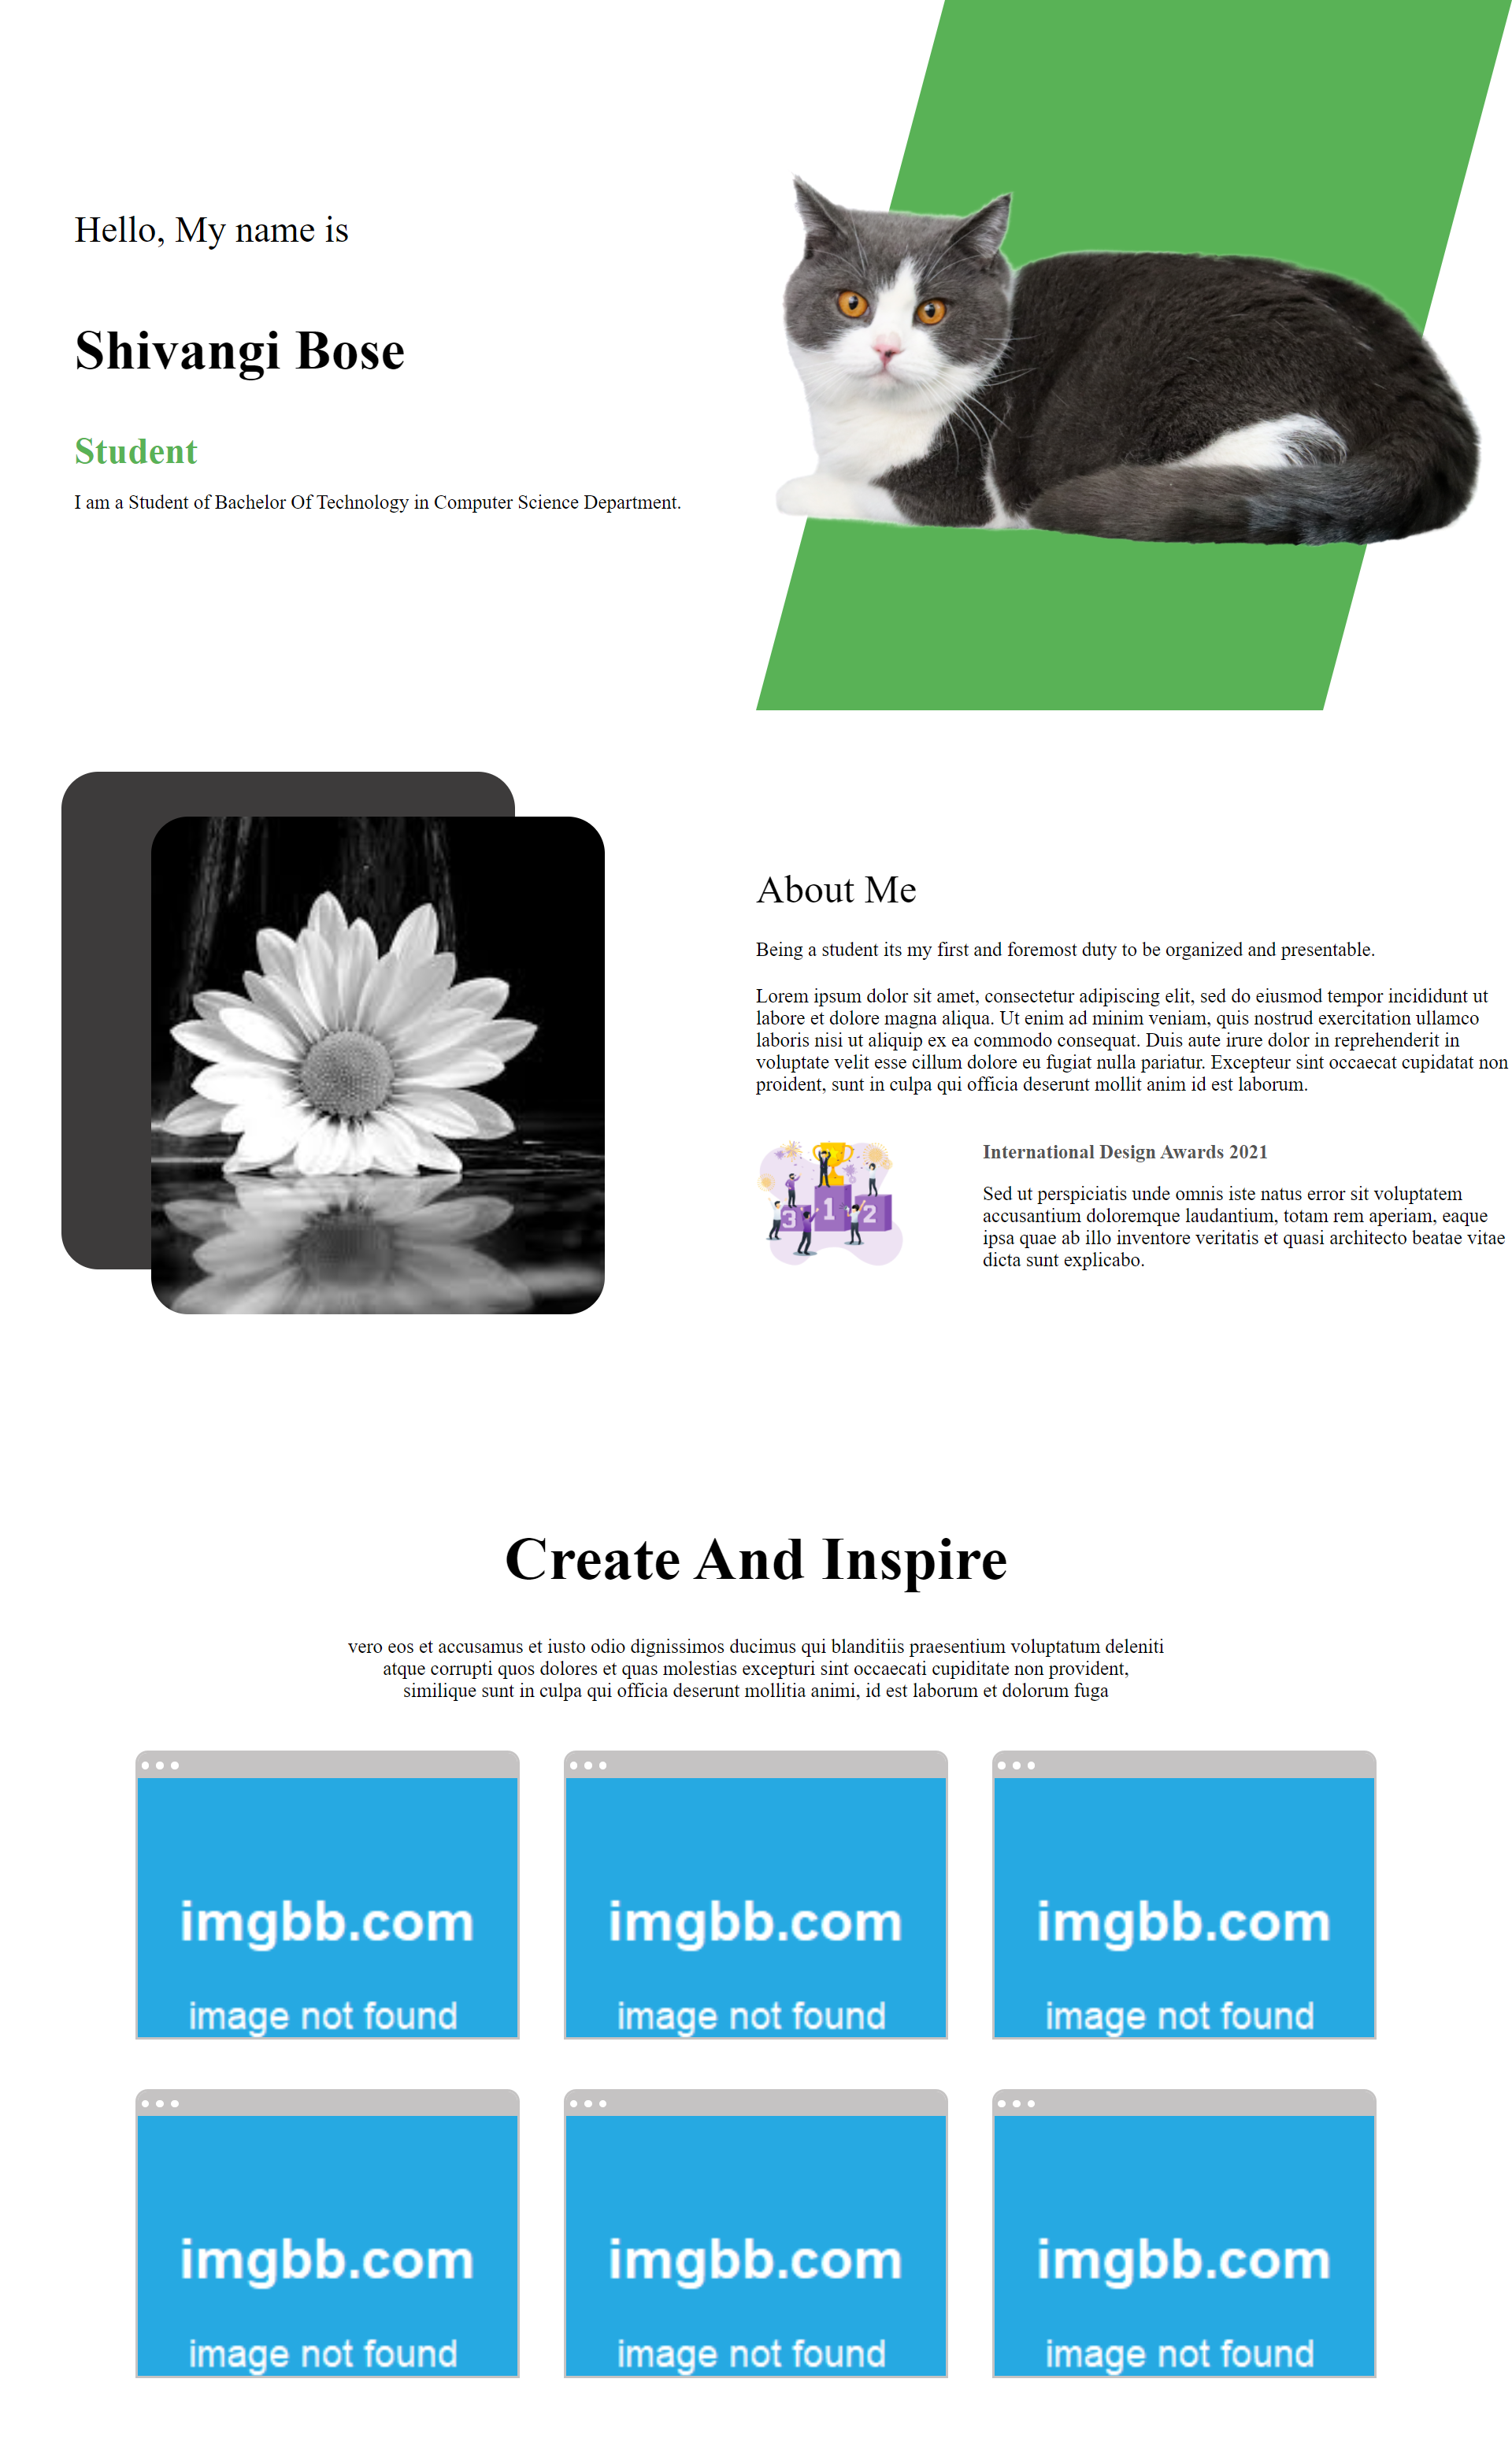 Hello, My name is
Shivangi Bose
Student
I am a Student of Bachelor Of Technology in Computer Science Department.
About Me
Being a student its my first and foremost duty to be organized and presentable.
Lorem ipsum dolor sit amet, consectetur adipiscing elit, sed do eiusmod tempor incididunt ut
labore et dolore magna aliqua. Ut enim ad minim veniam, quis nostrud exercitation ullamco
laboris nisi ut aliquip ex ea commodo consequat. Duis aute irure dolor in reprehenderit in
voluptate velit esse cillum dolore eu fugiat nulla pariatur. Excepteur sint occaecat cupidatat non
proident, sunt in culpa qui officia deserunt mollit anim id est laborum.
3 1 2
International Design Awards 2021
Sed ut perspiciatis unde omnis iste natus error sit voluptatem
accusantium doloremque laudantium, totam rem aperiam, eaque
ipsa quae ab illo inventore veritatis et quasi architecto beatae vitae
dicta sunt explicabo.
Create And Inspire
vero eos et accusamus et iusto odio dignissimos ducimus qui blanditiis praesentium voluptatum deleniti
atque corrupti quos dolores et quas molestias excepturi sint occaecati cupiditate non provident,
similique sunt in culpa qui officia deserunt mollitia animi, id est laborum et dolorum fuga
imgbb.com
image not found
imgbb.com
image not found
imgbb.com
image not found
imgbb.com
image not found
imgbb.com
image not found
imgbb.com
image not found